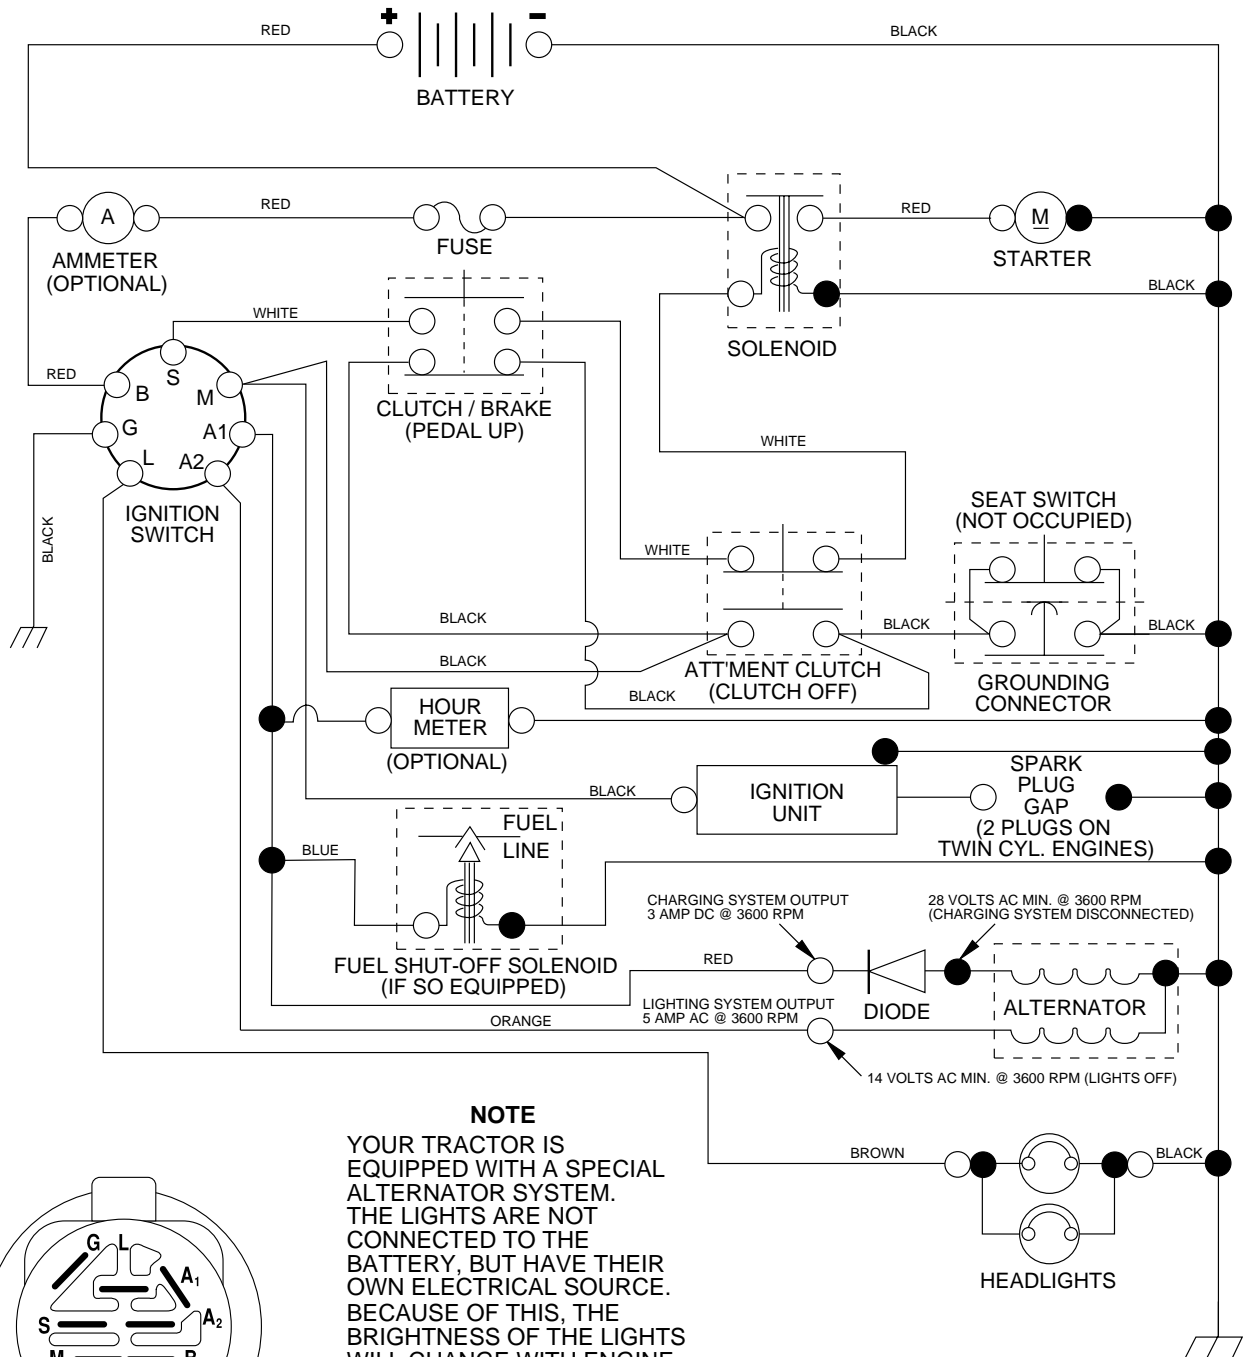 + -
RED
BLACK
BATTERY
A
RED
RED
M
AMMETER
(OPTIONAL)
FUSE
STARTER
BLACK
WHITE
SOLENOID
RED
S
B
M
CLUTCH / BRAKE
(PEDAL UP)
G
A1
WHITE
L
A2
IGNITION
SWITCH
BLACK
SEAT SWITCH
(NOT OCCUPIED)
WHITE
BLACK
BLACK
BLACK
BLACK
ATT'MENT CLUTCH
(CLUTCH OFF)
BLACK
GROUNDING
CONNECTOR
HOUR
METER
(OPTIONAL)
BLACK
IGNITION
UNIT
SPARK
PLUG
GAP
(2 PLUGS ON
TWIN CYL. ENGINES)
FUEL
LINE
BLUE
FUEL SHUT-OFF SOLENOID
(IF SO EQUIPPED)
CHARGING SYSTEM OUTPUT
3 AMP DC @ 3600 RPM
28 VOLTS AC MIN. @ 3600 RPM
(CHARGING SYSTEM DISCONNECTED)
RED
LIGHTING SYSTEM OUTPUT
5 AMP AC @ 3600 RPM
DIODE
ALTERNATOR
ORANGE
14 VOLTS AC MIN. @ 3600 RPM (LIGHTS OFF)
BROWN
BLACK
HEADLIGHTS
NOTE
YOUR TRACTOR IS
EQUIPPED WITH A SPECIAL
ALTERNATOR SYSTEM.
THE LIGHTS ARE NOT
CONNECTED TO THE
BATTERY, BUT HAVE THEIR
OWN ELECTRICAL SOURCE.
BECAUSE OF THIS, THE
BRIGHTNESS OF THE LIGHTS
WILL CHANGE WITH ENGINE
G L
A1
S
A2
M